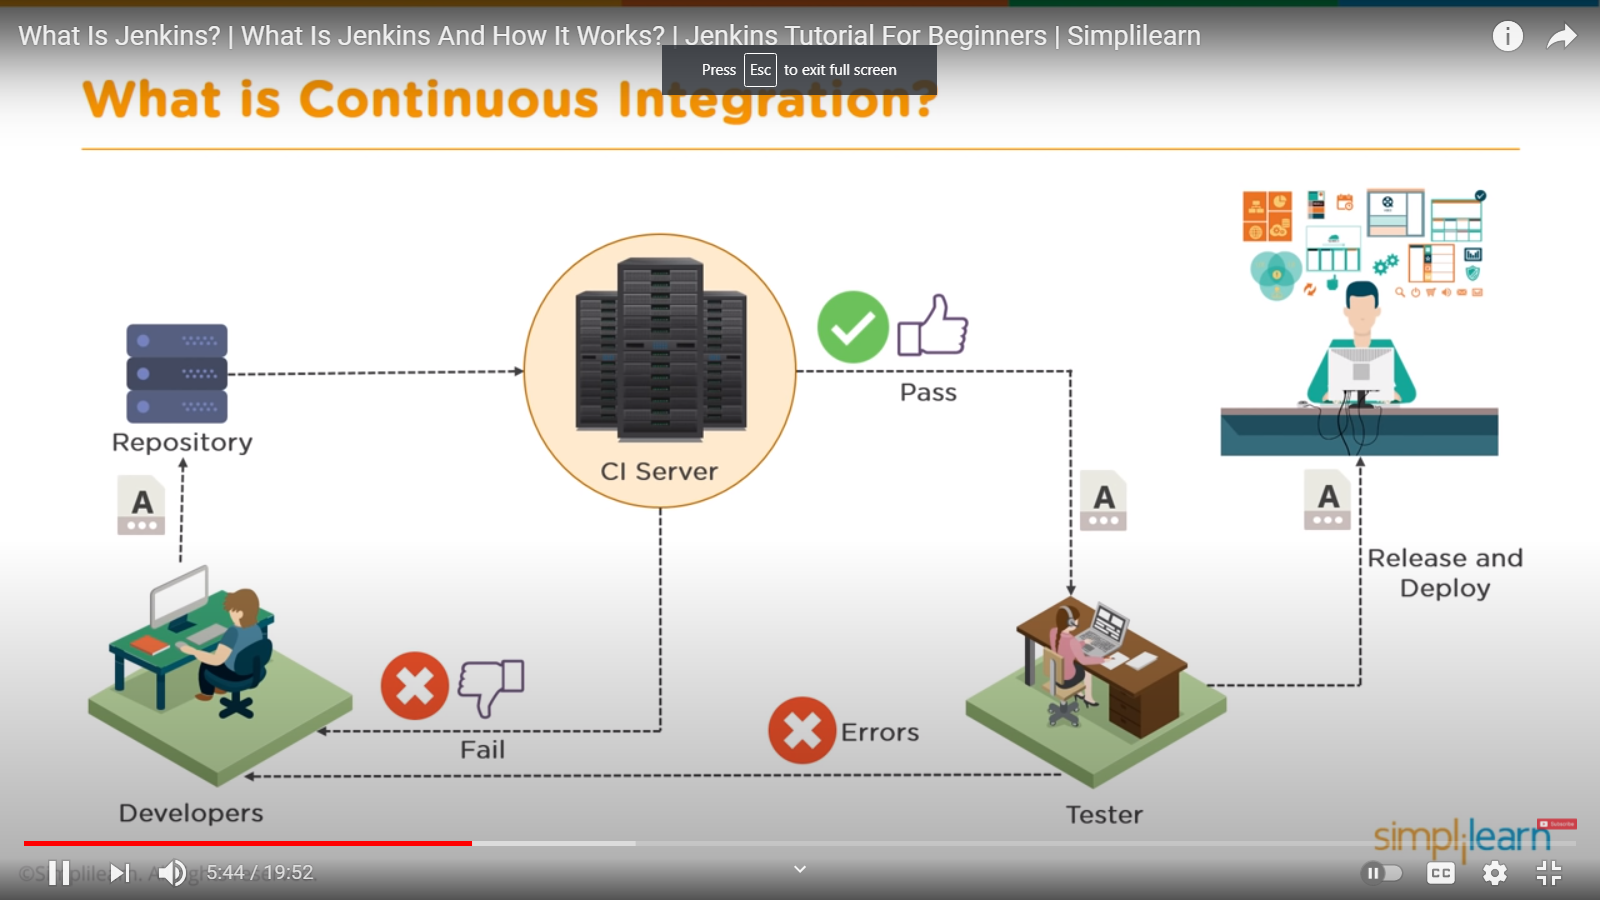 What Is Jenkins? | What Is Jenkins And How It Works? | Jenkins Tutorial For Beginners | Simplilearn
Press Esc to exit full screen
What is Continuous Integration?
Pass
Repository
CI Server
A
A
A
Release and
Deploy
Fail
Errors
Developers
Tester
simplilearn
Subscribe
5:44 / 19:52
CC